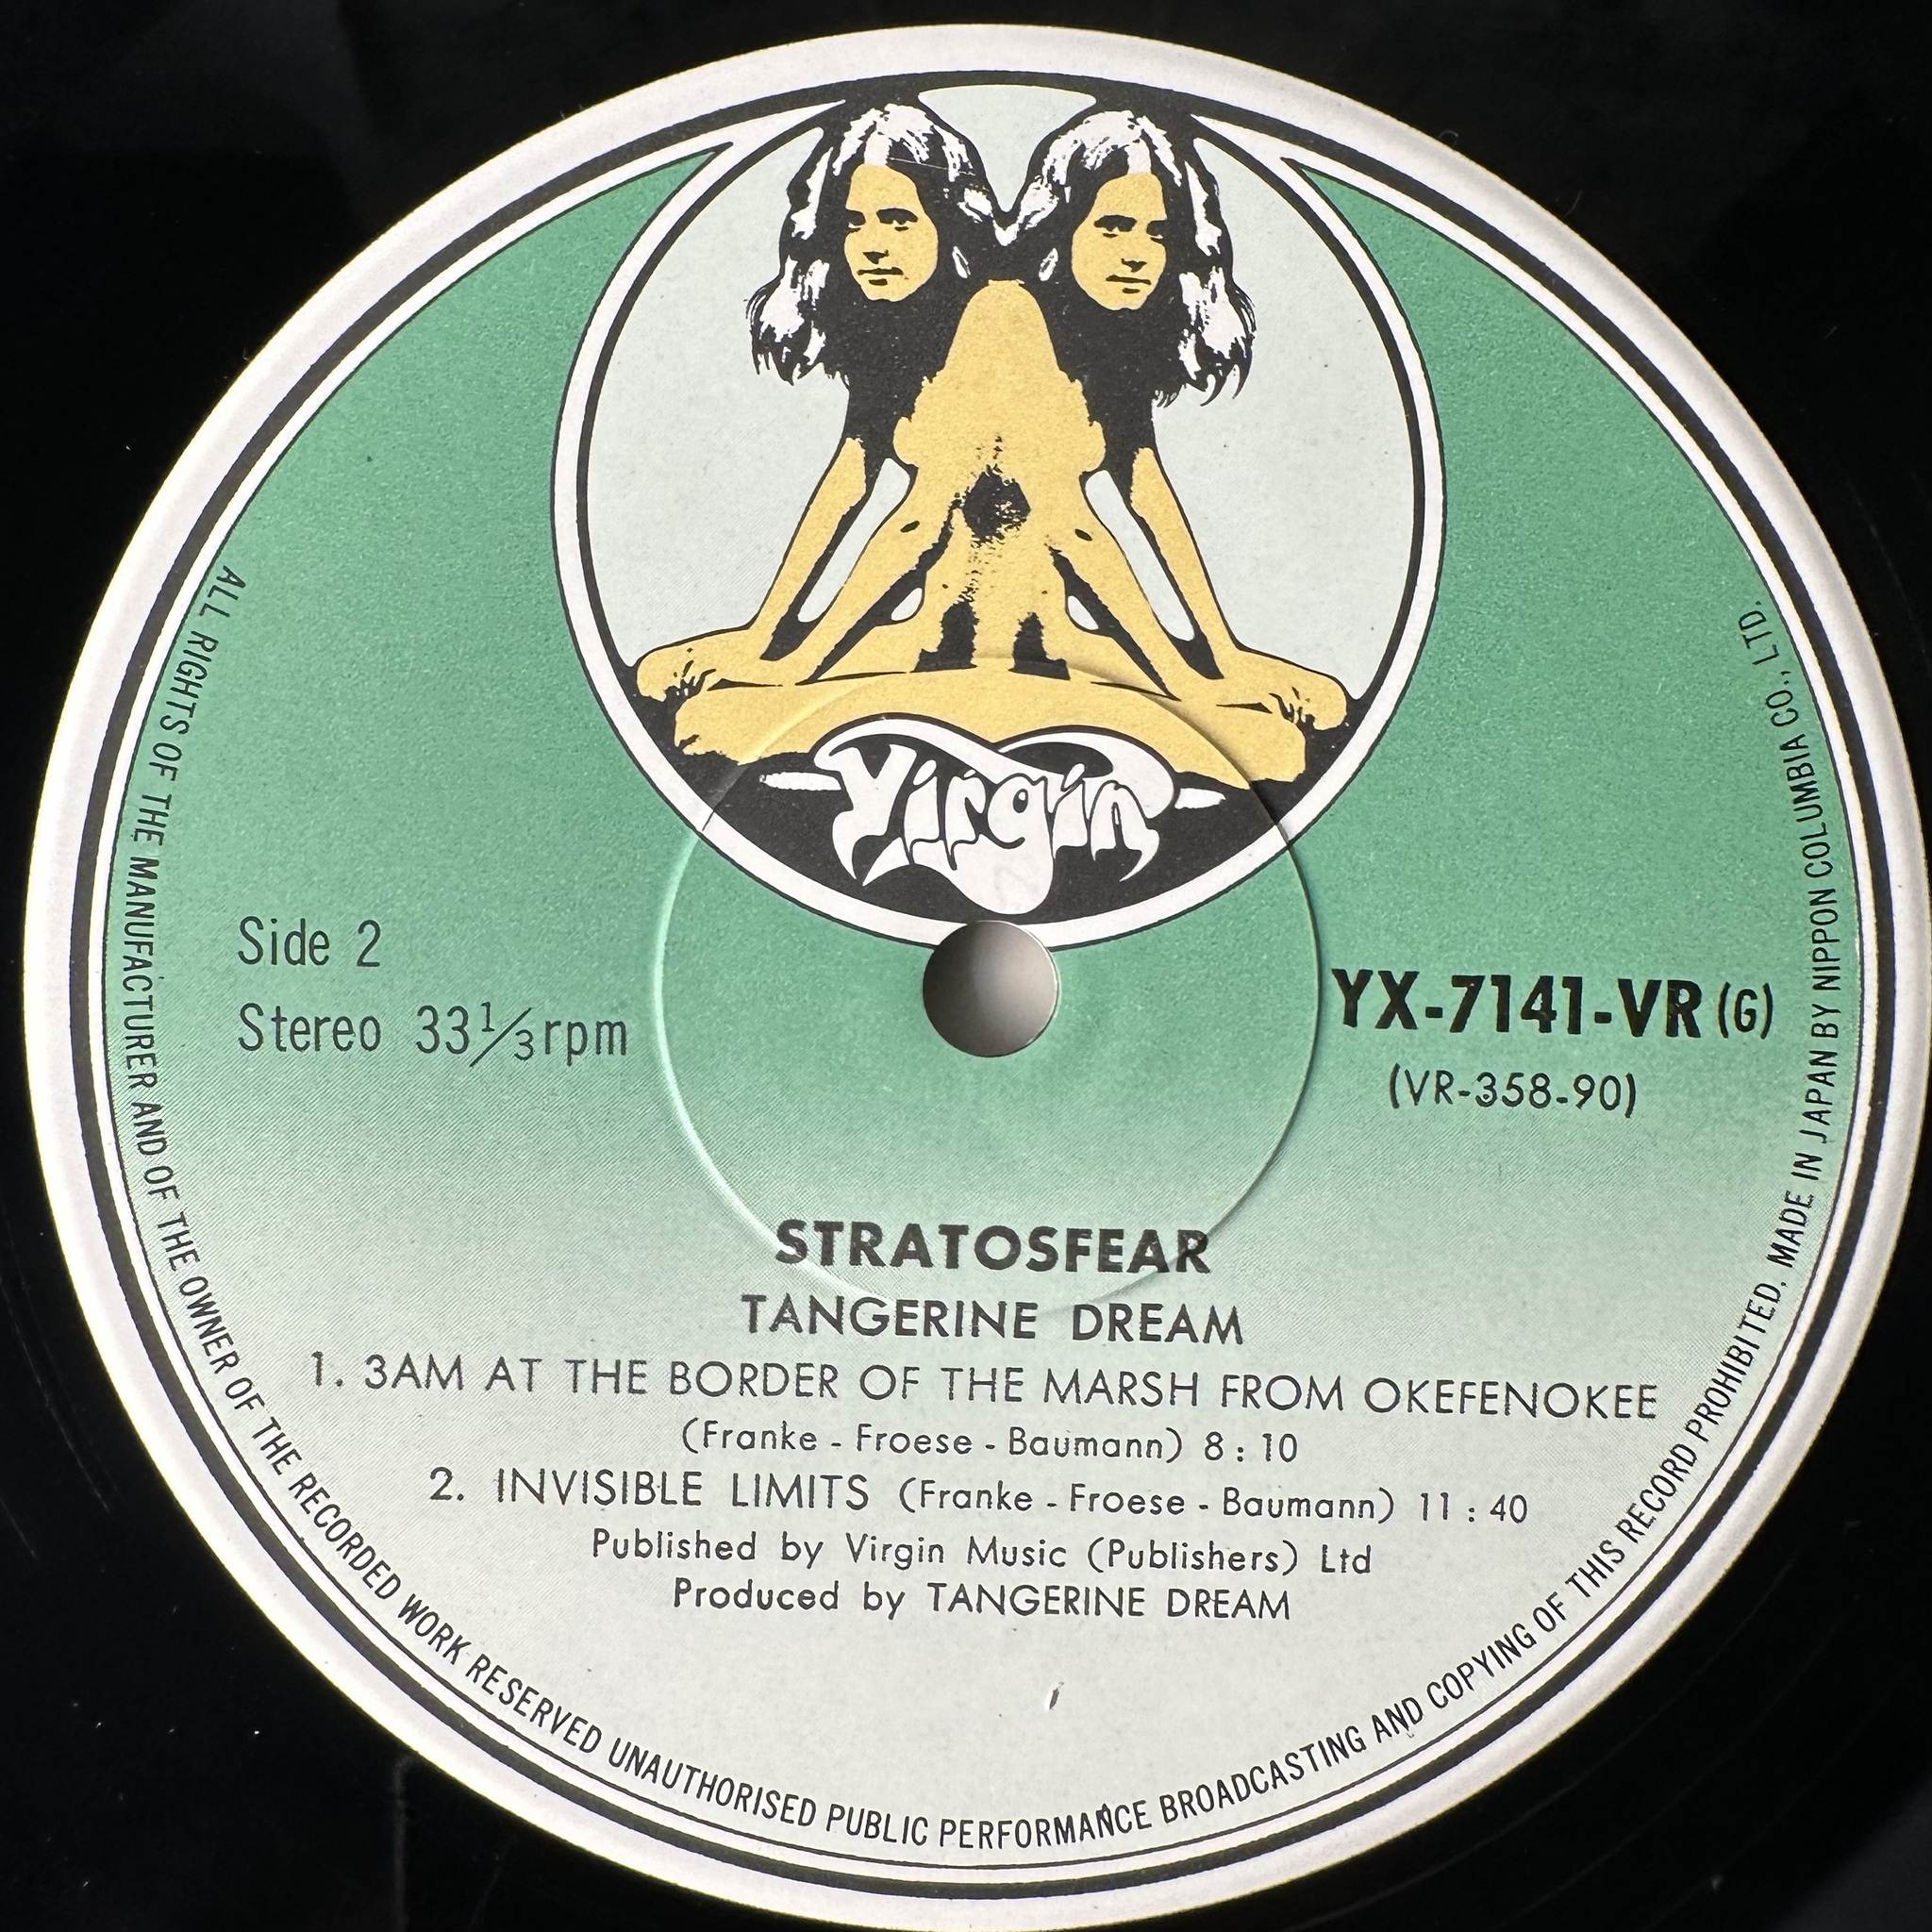 Virgin
Side 2
Stereo 33 1/3 rpm
YX-7141-VR (G)
(VR-358-90)
STRATOSFEAR
TANGERINE DREAM
1. 3AM AT THE BORDER OF THE MARSH FROM OKEFENOKEE
(Franke - Froese - Baumann) 8 : 10
2. INVISIBLE LIMITS (Franke - Froese - Baumann) 11 : 40
Published by Virgin Music (Publishers) Ltd
Produced by TANGERINE DREAM
ALL RIGHTS OF THE MANUFACTURER AND OF THE OWNER OF THE RECORDED WORK RESERVED UNAUTHORISED PUBLIC PERFORMANCE BROADCASTING AND COPYING OF THIS RECORD PROHIBITED. MADE IN JAPAN BY NIPPON COLUMBIA CO., LTD.